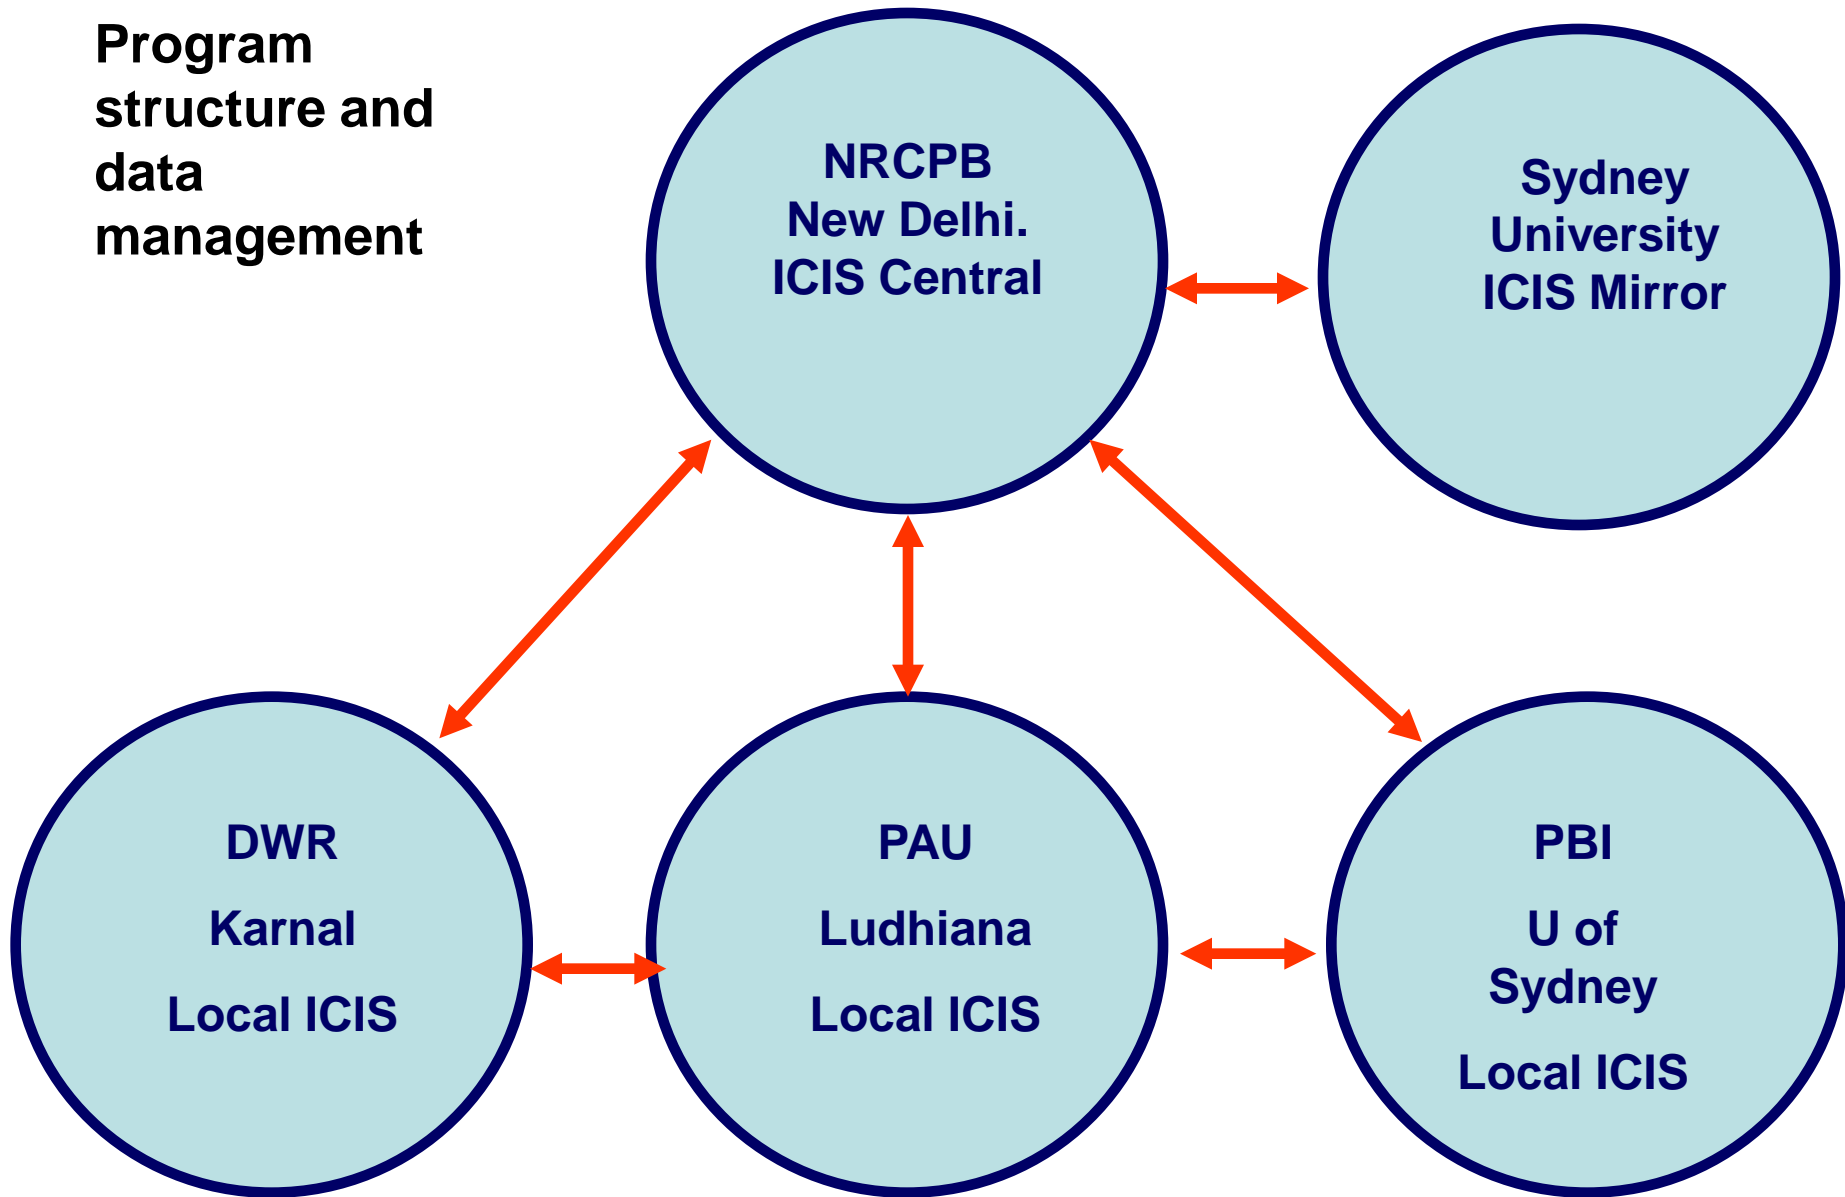 Program
structure and
data
management
NRCPB
New Delhi.
ICIS Central
Sydney
University
ICIS Mirror
DWR
Karnal
Local ICIS
PAU
Ludhiana
Local ICIS
PBI
U of
Sydney
Local ICIS